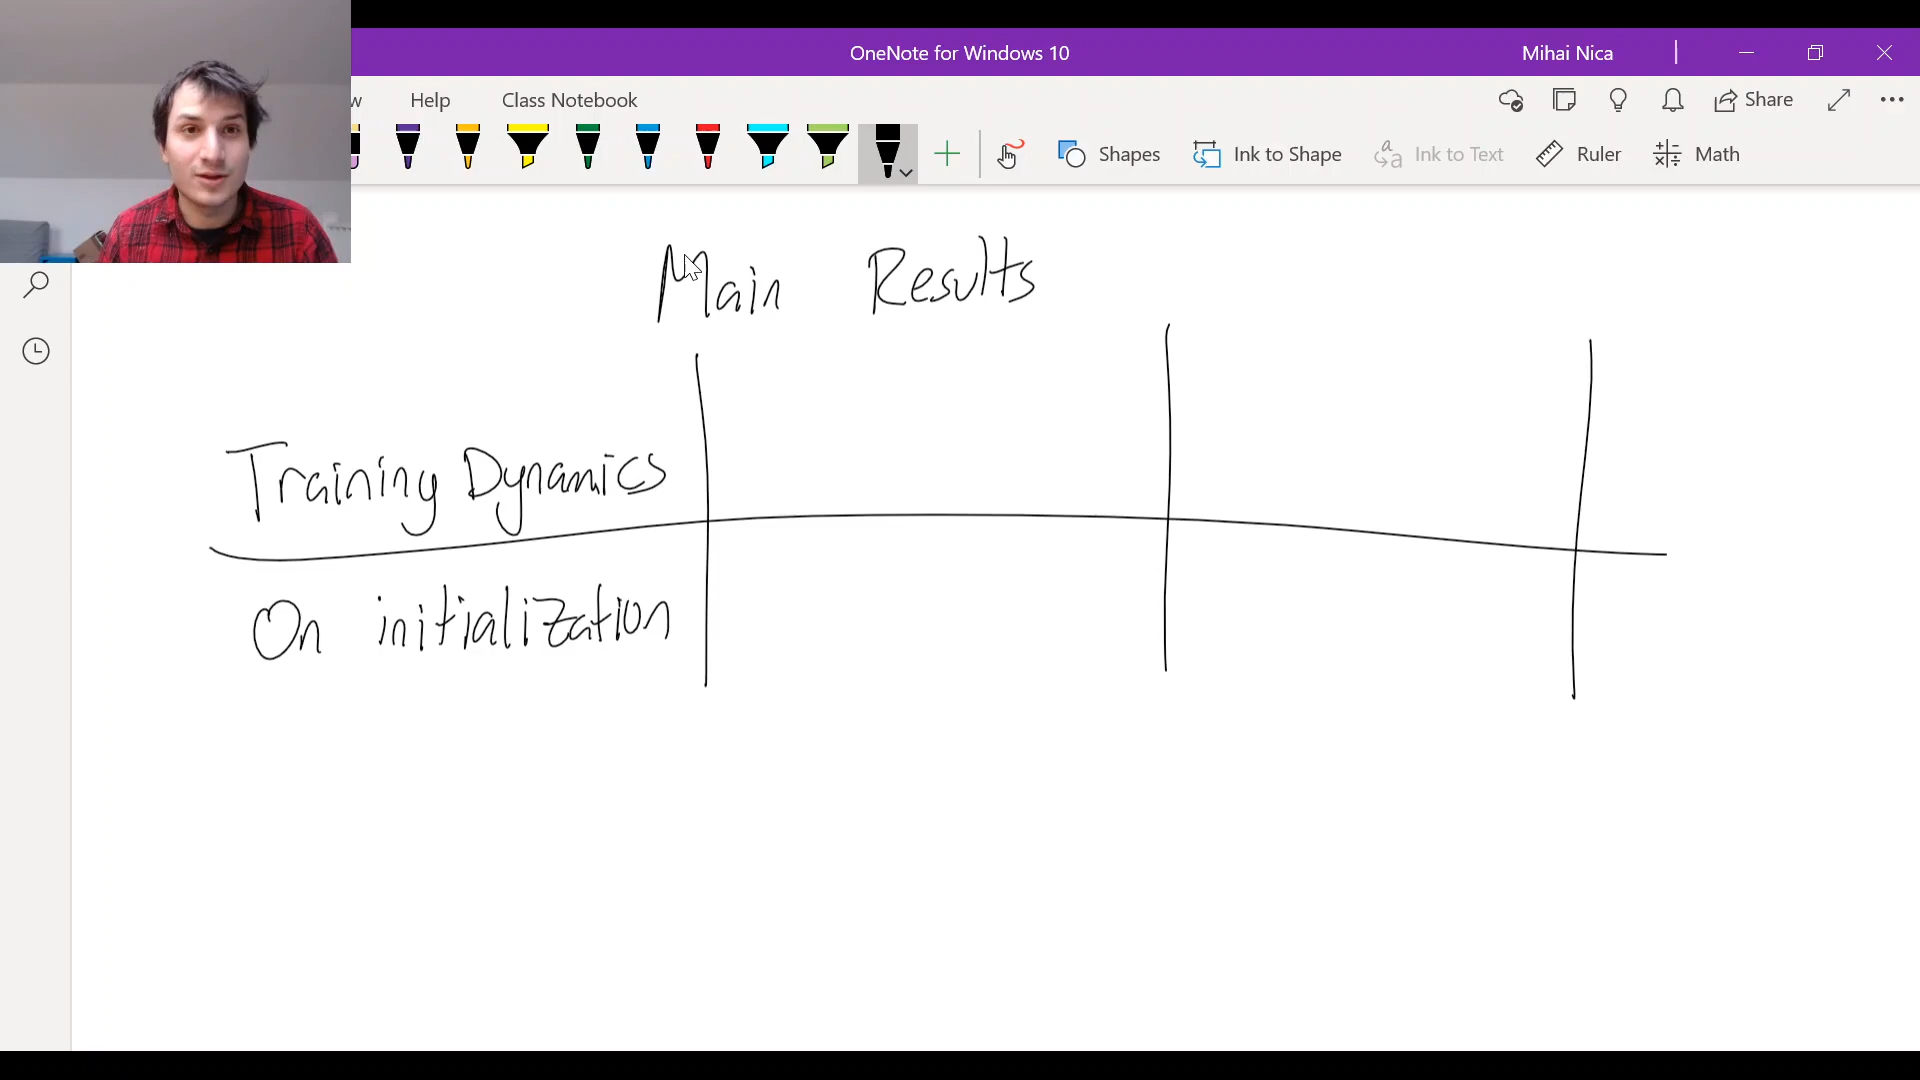 OneNote for Windows 10
Mihai Nica
w Help Class Notebook
Share
Shapes Ink to Shape Ink to Text Ruler Math
Main Results
Training Dynamics
On initialization